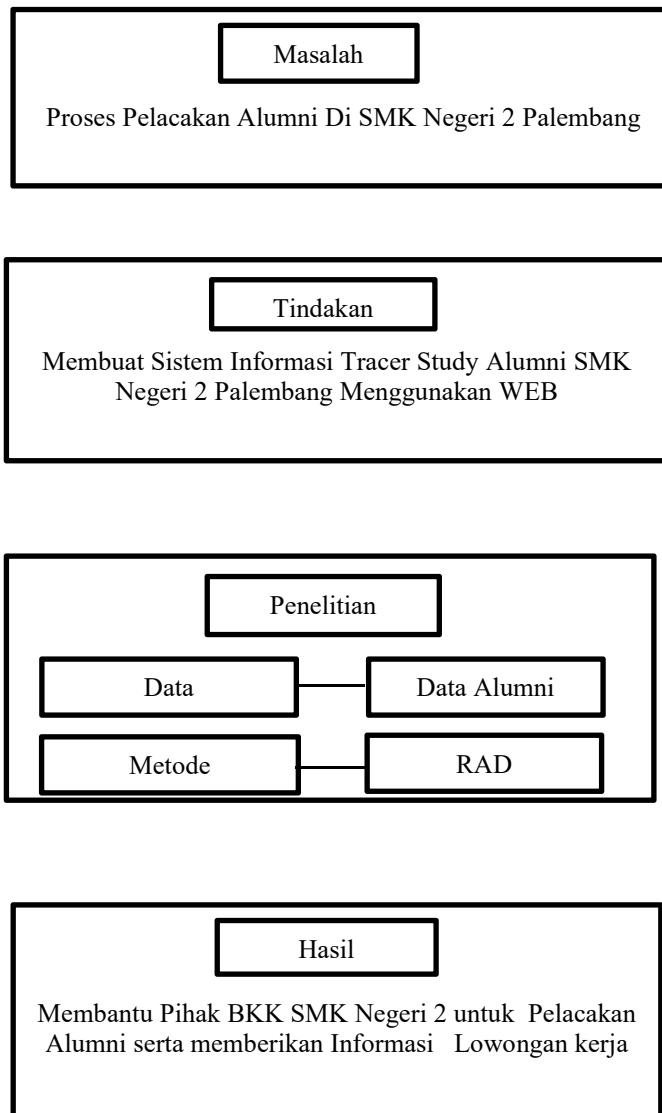 Masalah
Proses Pelacakan Alumni Di SMK Negeri 2 Palembang
Tindakan
Membuat Sistem Informasi Tracer Study Alumni SMK
Negeri 2 Palembang Menggunakan WEB
Penelitian
Data
Data Alumni
Metode
RAD
Hasil
Membantu Pihak BKK SMK Negeri 2 untuk  Pelacakan
Alumni serta memberikan Informasi   Lowongan kerja